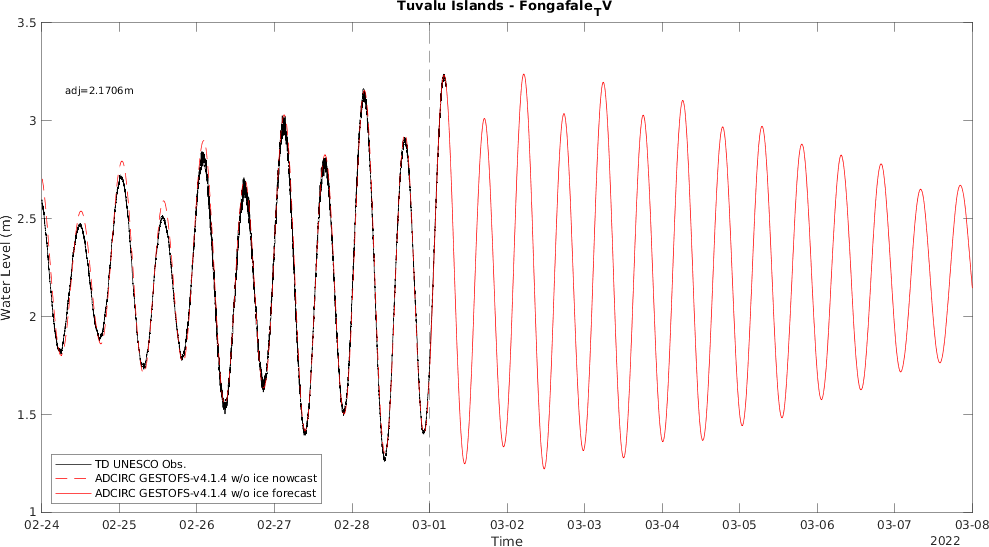 Tuvalu Islands - Fongafale_TV
3.5
adj=2.1706m
3
2.5
Water Level (m)
2
1.5
TD UNESCO Obs.
ADCIRC GESTOFS-v4.1.4 w/o ice nowcast
ADCIRC GESTOFS-v4.1.4 w/o ice forecast
1
02-24 02-25 02-26 02-27 02-28 03-01 03-02 03-03 03-04 03-05 03-06 03-07 03-08
Time
2022